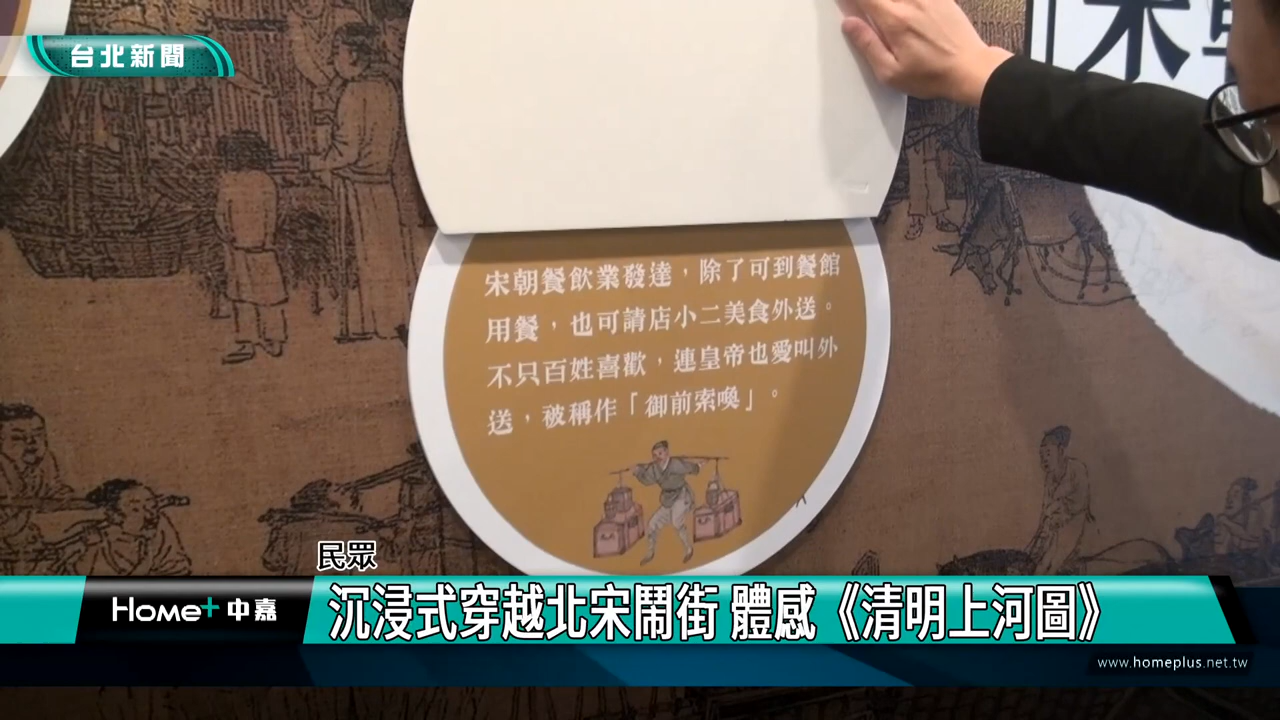 台北新聞
宋朝餐飲業發達，除了可到餐館
用餐，也可請店小二美食外送。
不只百姓喜歡，連皇帝也愛叫外
送，被稱作「御前索喚」。
民眾
Home+中嘉
沉浸式穿越北宋鬧街 體感《清明上河圖》
www.homeplus.net.tw